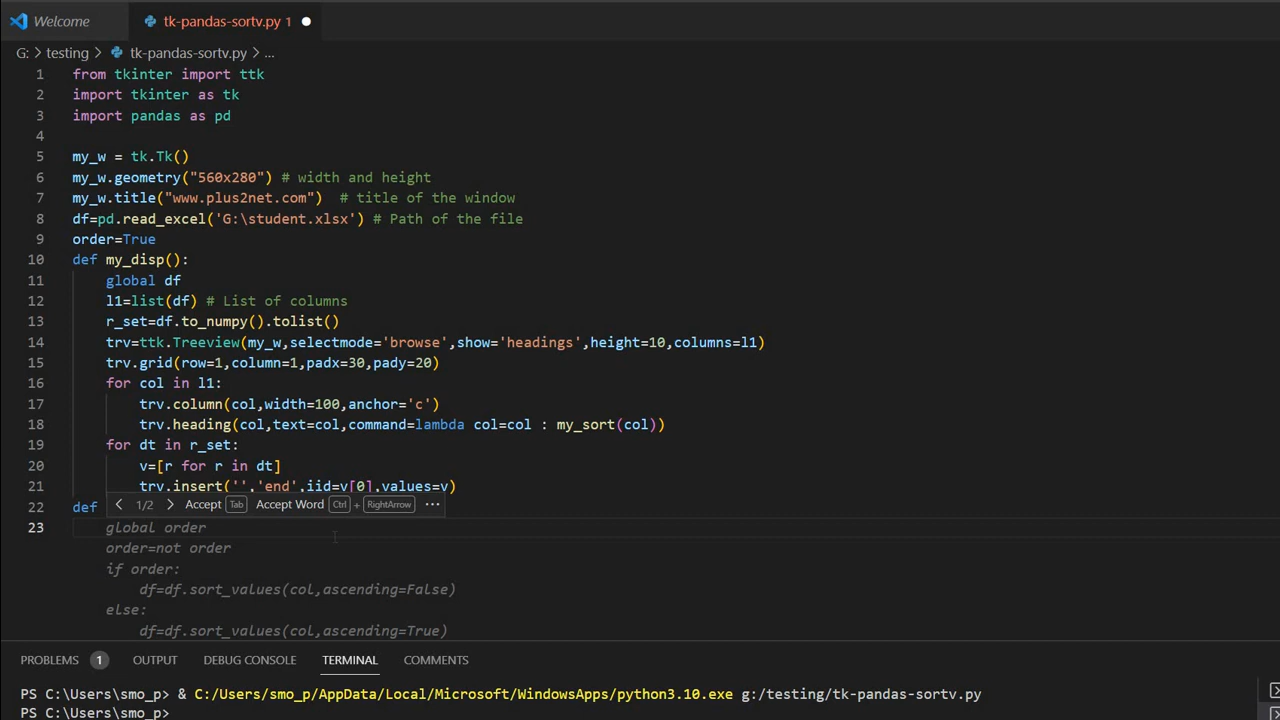 Welcome
tk-pandas-sortv.py 1
G: > testing > tk-pandas-sortv.py > ...
1 from tkinter import ttk
2 import tkinter as tk
3 import pandas as pd
4
5 my_w = tk.Tk()
6 my_w.geometry("560x280") # width and height
7 my_w.title("www.plus2net.com")  # title of the window
8 df=pd.read_excel('G:\student.xlsx') # Path of the file
9 order=True
10 def my_disp():
11     global df
12     l1=list(df) # List of columns
13     r_set=df.to_numpy().tolist()
14     trv=ttk.Treeview(my_w,selectmode='browse',show='headings',height=10,columns=l1)
15     trv.grid(row=1,column=1,padx=30,pady=20)
16     for col in l1:
17         trv.column(col,width=100,anchor='c')
18         trv.heading(col,text=col,command=lambda col=col : my_sort(col))
19     for dt in r_set:
20         v=[r for r in dt]
21         trv.insert('','end',iid=v[0],values=v)
22 def
< 1/2 > Accept Tab Accept Word Ctrl + RightArrow ...
23     global order
    order=not order
    if order:
        df=df.sort_values(col,ascending=False)
    else:
        df=df.sort_values(col,ascending=True)
PROBLEMS 1 OUTPUT DEBUG CONSOLE TERMINAL COMMENTS
PS C:\Users\smo_p> & C:/Users/smo_p/AppData/Local/Microsoft/WindowsApps/python3.10.exe g:/testing/tk-pandas-sortv.py
PS C:\Users\smo_p>